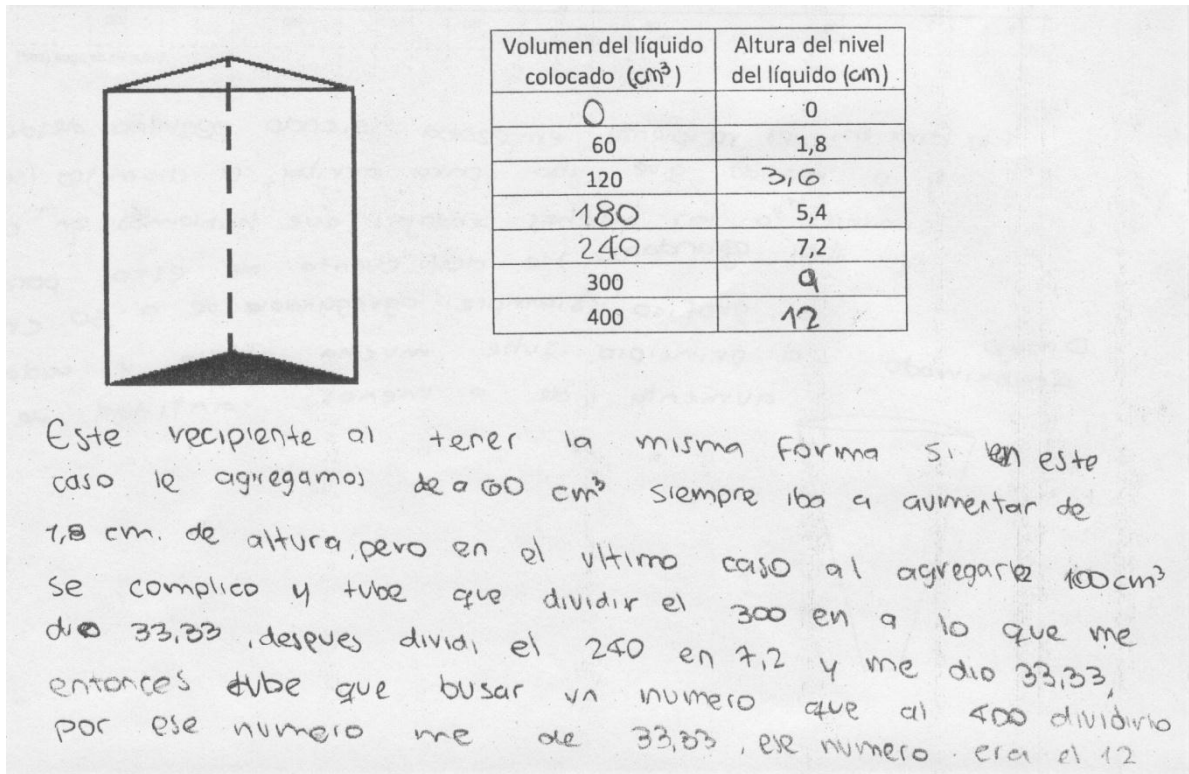 Volumen del líquido colocado (cm³) Altura del nivel del líquido (cm)
0 0
60 1,8
120 3,6
180 5,4
240 7,2
300 9
400 12
Este recipiente al tener la misma forma si en este
caso le agregamos de a 60 cm³ siempre iba a aumentar de
1,8 cm. de altura, pero en el ultimo caso al agregarle 100 cm³
se complico y tube que dividir el 300 en 9 lo que me
dio 33,33, despues dividi el 240 en 7,2 y me dio 33,33,
entonces tube que busar un numero que al 400 dividirlo
por ese numero me de 33,33, ese numero era el 12